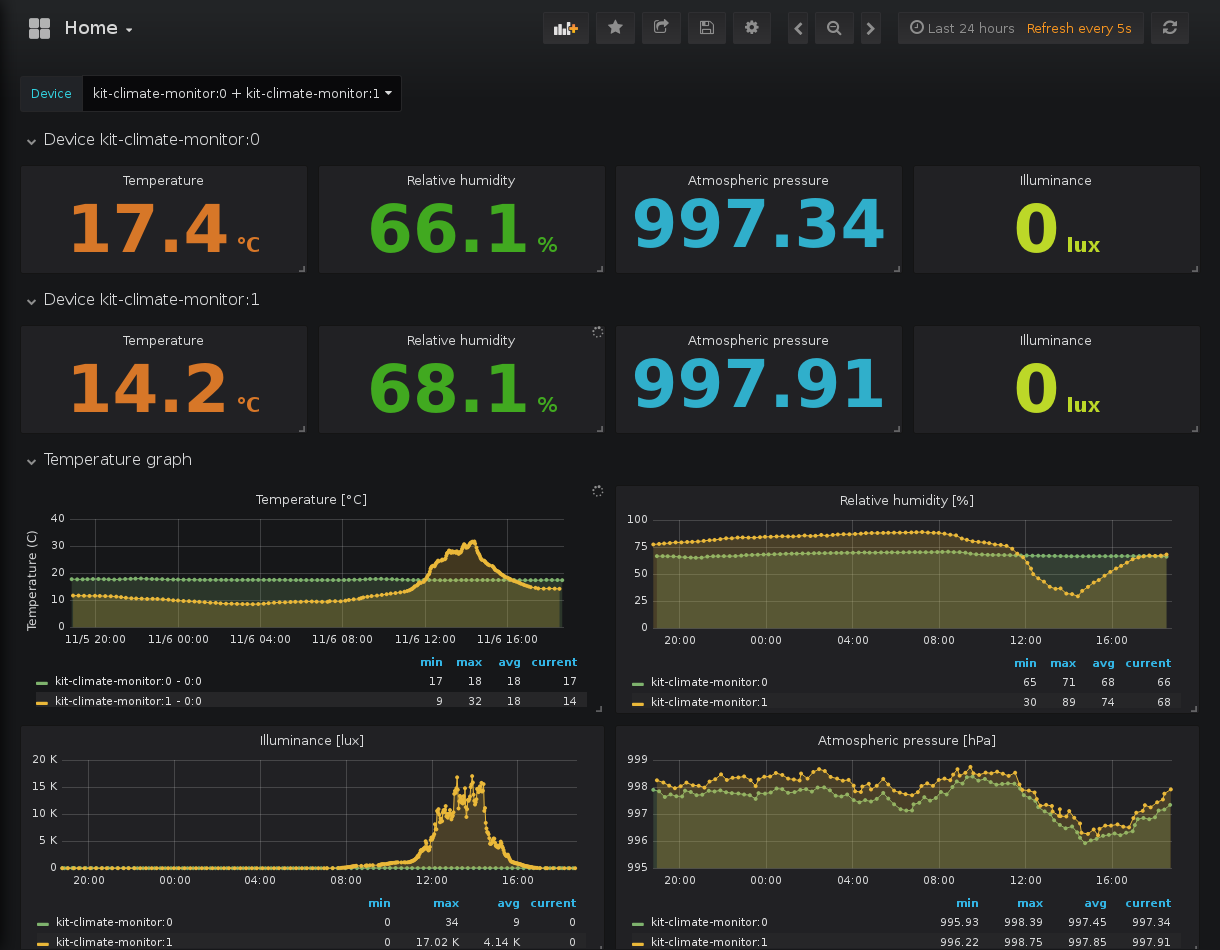 Home
Last 24 hours Refresh every 5s
Device kit-climate-monitor:0 + kit-climate-monitor:1
Device kit-climate-monitor:0
Temperature Relative humidity Atmospheric pressure Illuminance
17.4 °C 66.1 % 997.34 0 lux
Device kit-climate-monitor:1
Temperature Relative humidity Atmospheric pressure Illuminance
14.2 °C 68.1 % 997.91 0 lux
Temperature graph
Temperature [°C]
Temperature (C)
40
30
20
10
0
11/5 20:00 11/6 00:00 11/6 04:00 11/6 08:00 11/6 12:00 11/6 16:00
min max avg current
kit-climate-monitor:0 - 0:0 17 18 18 17
kit-climate-monitor:1 - 0:0 9 32 18 14
Relative humidity [%]
100
75
50
25
0
20:00 00:00 04:00 08:00 12:00 16:00
min max avg current
kit-climate-monitor:0 65 71 68 66
kit-climate-monitor:1 30 89 74 68
Illuminance [lux]
20 K
15 K
10 K
5 K
0
20:00 00:00 04:00 08:00 12:00 16:00
min max avg current
kit-climate-monitor:0 0 34 9 0
kit-climate-monitor:1 0 17.02 K 4.14 K 0
Atmospheric pressure [hPa]
999
998
997
996
995
20:00 00:00 04:00 08:00 12:00 16:00
min max avg current
kit-climate-monitor:0 995.93 998.39 997.45 997.34
kit-climate-monitor:1 996.22 998.75 997.85 997.91